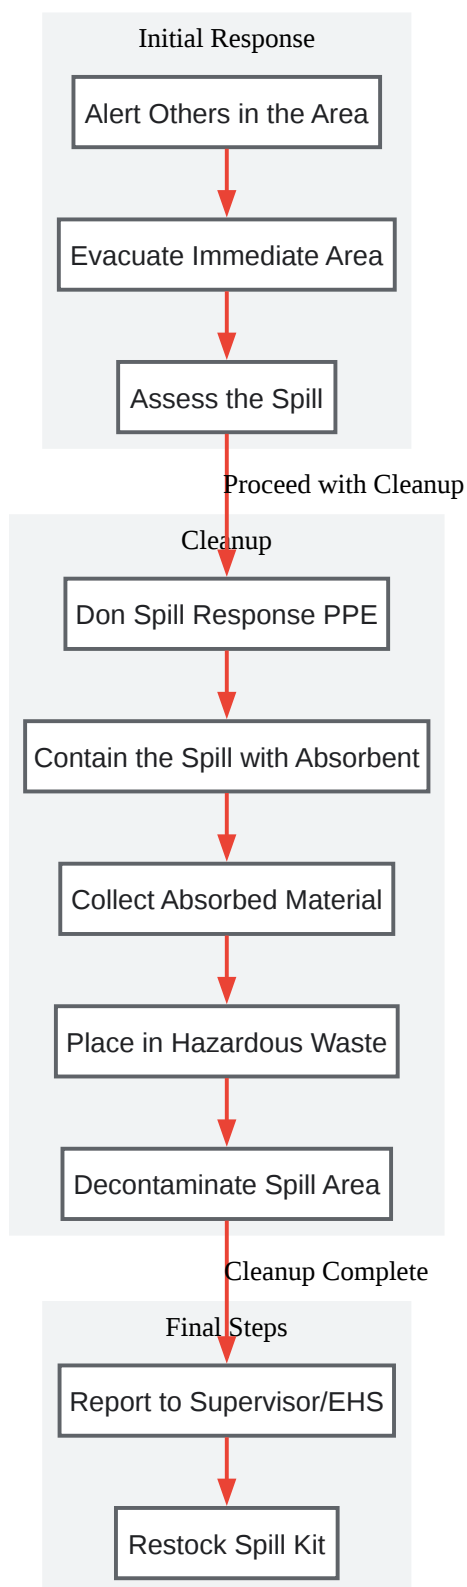 Initial Response
Alert Others in the Area
Evacuate Immediate Area
Assess the Spill
Proceed with Cleanup
Cleanup
Don Spill Response PPE
Contain the Spill with Absorbent
Collect Absorbed Material
Place in Hazardous Waste
Decontaminate Spill Area
Cleanup Complete
Final Steps
Report to Supervisor/EHS
Restock Spill Kit